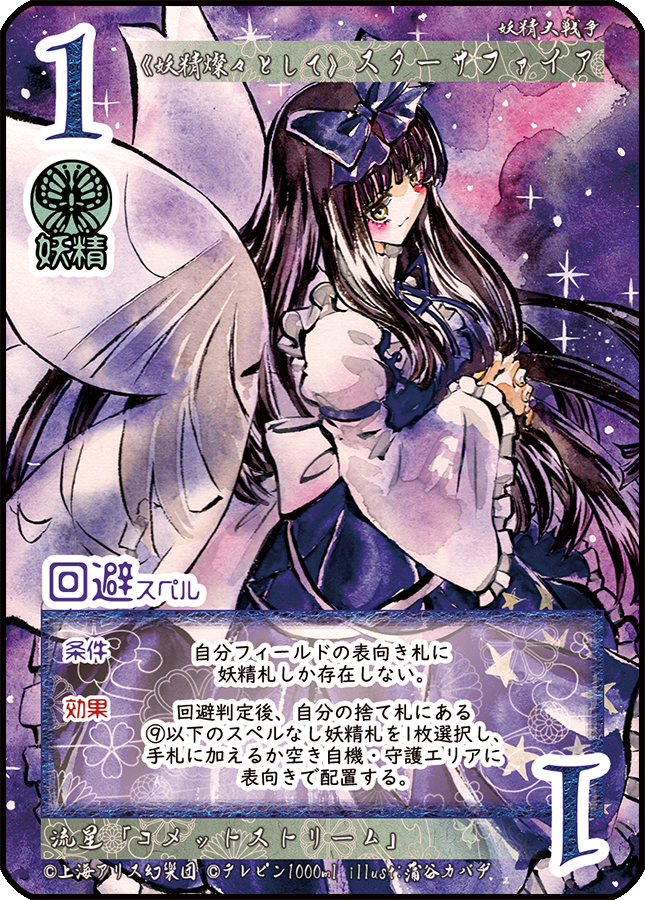 1
妖精大戦争
《妖精燦々として》スターサファイア
妖精
回避スペル
条件
自分フィールドの表向き札に
妖精札しか存在しない。
効果
回避判定後、自分の捨て札にある
⑨以下のスペルなし妖精札を1枚選択し、
手札に加えるか空き自機・守護エリアに
表向きで配置する。
1
流星「コメットストリーム」
©上海アリス幻樂団 ©テレピン1000ml illust:蒲谷カバヂ